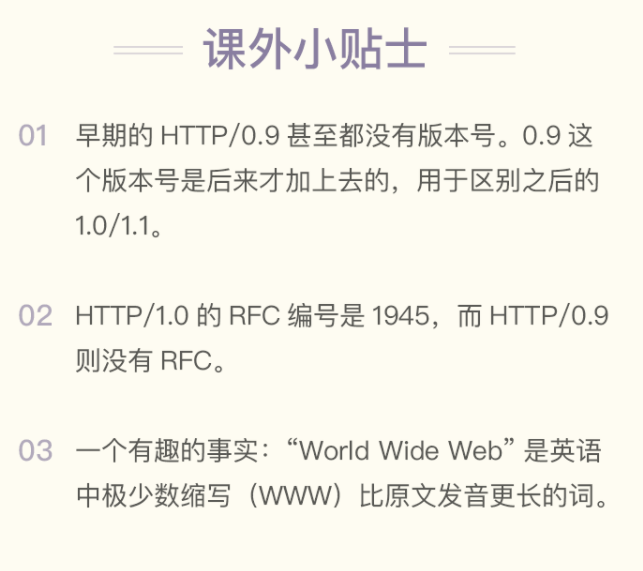 课外小贴士
01 早期的 HTTP/0.9 甚至都没有版本号。0.9 这
个版本号是后来才加上去的，用于区别之后的
1.0/1.1。
02 HTTP/1.0 的 RFC 编号是 1945，而 HTTP/0.9
则没有 RFC。
03 一个有趣的事实：“World Wide Web” 是英语
中极少数缩写（WWW）比原文发音更长的词。